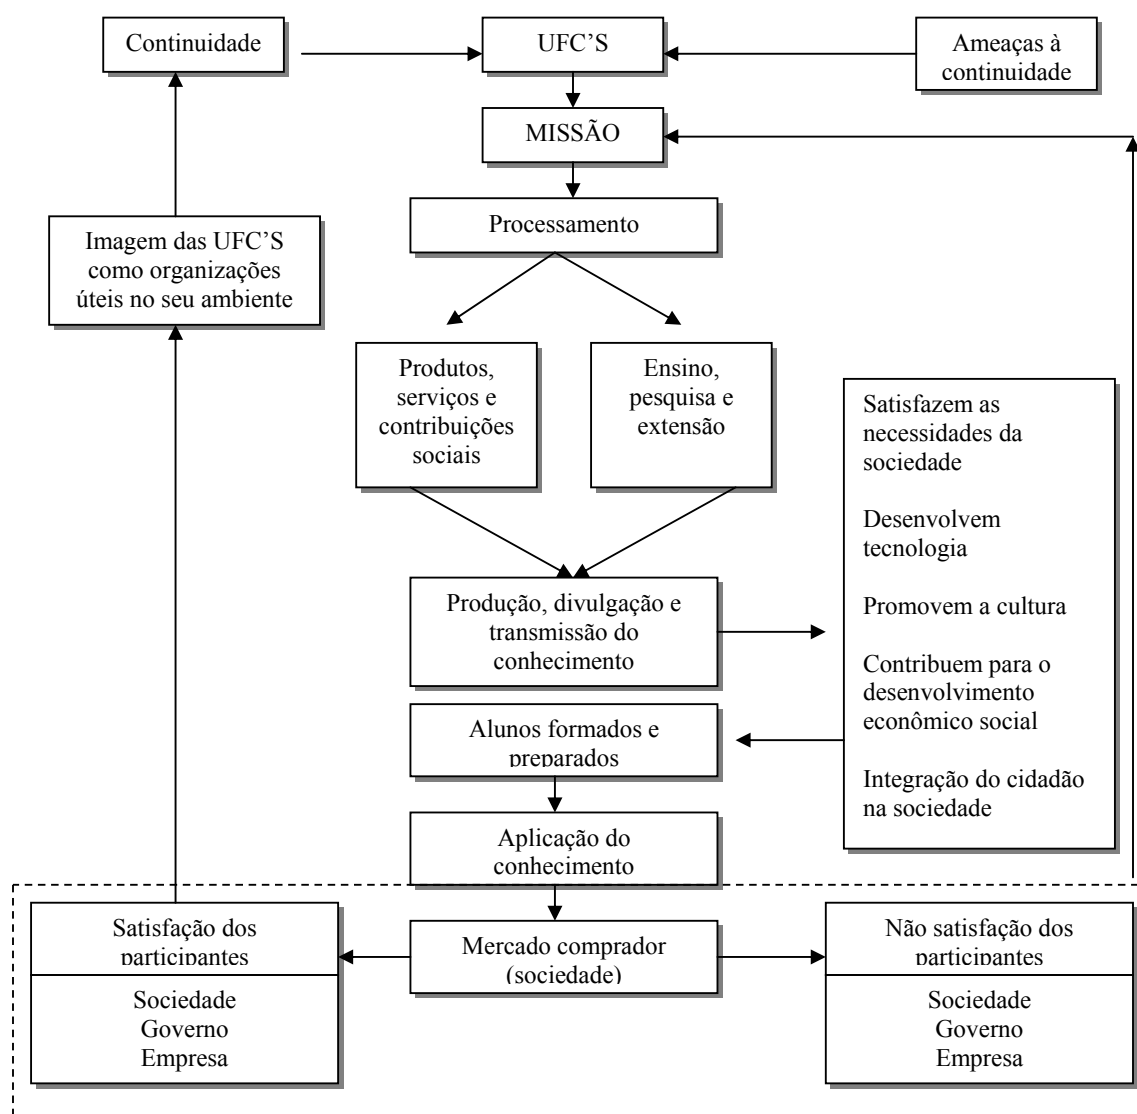 Continuidade
UFC’S
Ameaças à
continuidade
MISSÃO
Processamento
Imagem das UFC’S
como organizações
úteis no seu ambiente
Produtos,
serviços e
contribuições
sociais
Ensino,
pesquisa e
extensão
Satisfazem as
necessidades da
sociedade
Desenvolvem
tecnologia
Promovem a cultura
Contribuem para o
desenvolvimento
econômico social
Integração do cidadão
na sociedade
Produção, divulgação e
transmissão do
conhecimento
Alunos formados e
preparados
Aplicação do
conhecimento
Satisfação dos
participantes
Sociedade
Governo
Empresa
Mercado comprador
(sociedade)
Não satisfação dos
participantes
Sociedade
Governo
Empresa